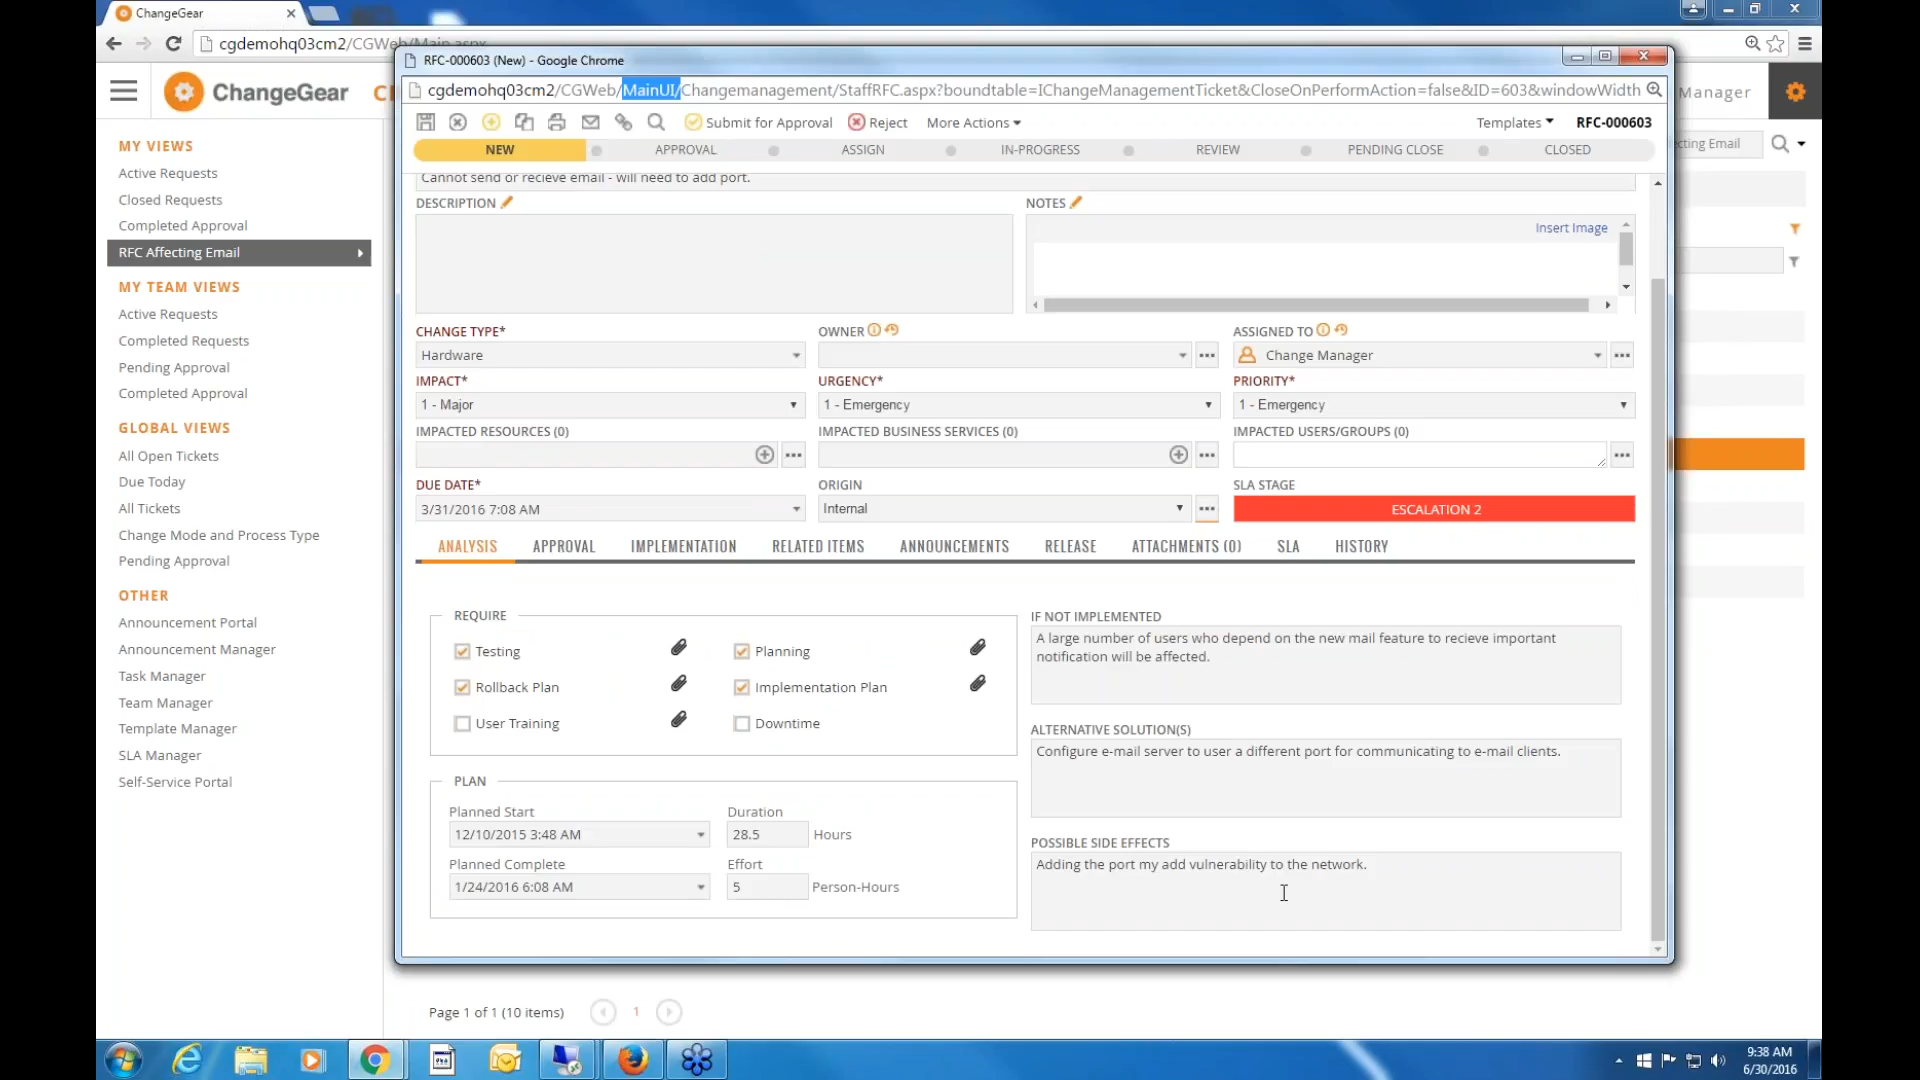 ChangeGear
cgdemohq03cm2/CGWeb/Main.aspx
RFC-000603 (New) - Google Chrome
cgdemohq03cm2/CGWeb/MainUI/Changemanagement/StaffRFC.aspx?boundtable=IChangeManagementTicket&CloseOnPerformAction=false&ID=603&windowWidth
ChangeGear
Manager
Submit for Approval
Reject
More Actions
Templates
RFC-000603
NEW
APPROVAL
ASSIGN
IN-PROGRESS
REVIEW
PENDING CLOSE
CLOSED
MY VIEWS
Active Requests
Closed Requests
Completed Approval
RFC Affecting Email
MY TEAM VIEWS
Active Requests
Completed Requests
Pending Approval
Completed Approval
GLOBAL VIEWS
All Open Tickets
Due Today
All Tickets
Change Mode and Process Type
Pending Approval
OTHER
Announcement Portal
Announcement Manager
Task Manager
Team Manager
Template Manager
SLA Manager
Self-Service Portal
Cannot send or recieve email - will need to add port.
DESCRIPTION
NOTES
Insert Image
CHANGE TYPE*
OWNER
ASSIGNED TO
Hardware
Change Manager
IMPACT*
URGENCY*
PRIORITY*
1 - Major
1 - Emergency
1 - Emergency
IMPACTED RESOURCES (0)
IMPACTED BUSINESS SERVICES (0)
IMPACTED USERS/GROUPS (0)
DUE DATE*
ORIGIN
SLA STAGE
3/31/2016 7:08 AM
Internal
ESCALATION 2
ANALYSIS
APPROVAL
IMPLEMENTATION
RELATED ITEMS
ANNOUNCEMENTS
RELEASE
ATTACHMENTS (0)
SLA
HISTORY
REQUIRE
Testing
Planning
Rollback Plan
Implementation Plan
User Training
Downtime
PLAN
Planned Start
Duration
12/10/2015 3:48 AM
28.5
Hours
Planned Complete
Effort
1/24/2016 6:08 AM
5
Person-Hours
IF NOT IMPLEMENTED
A large number of users who depend on the new mail feature to recieve important
notification will be affected.
ALTERNATIVE SOLUTION(S)
Configure e-mail server to user a different port for communicating to e-mail clients.
POSSIBLE SIDE EFFECTS
Adding the port my add vulnerability to the network.
Page 1 of 1 (10 items)
1
9:38 AM
6/30/2016